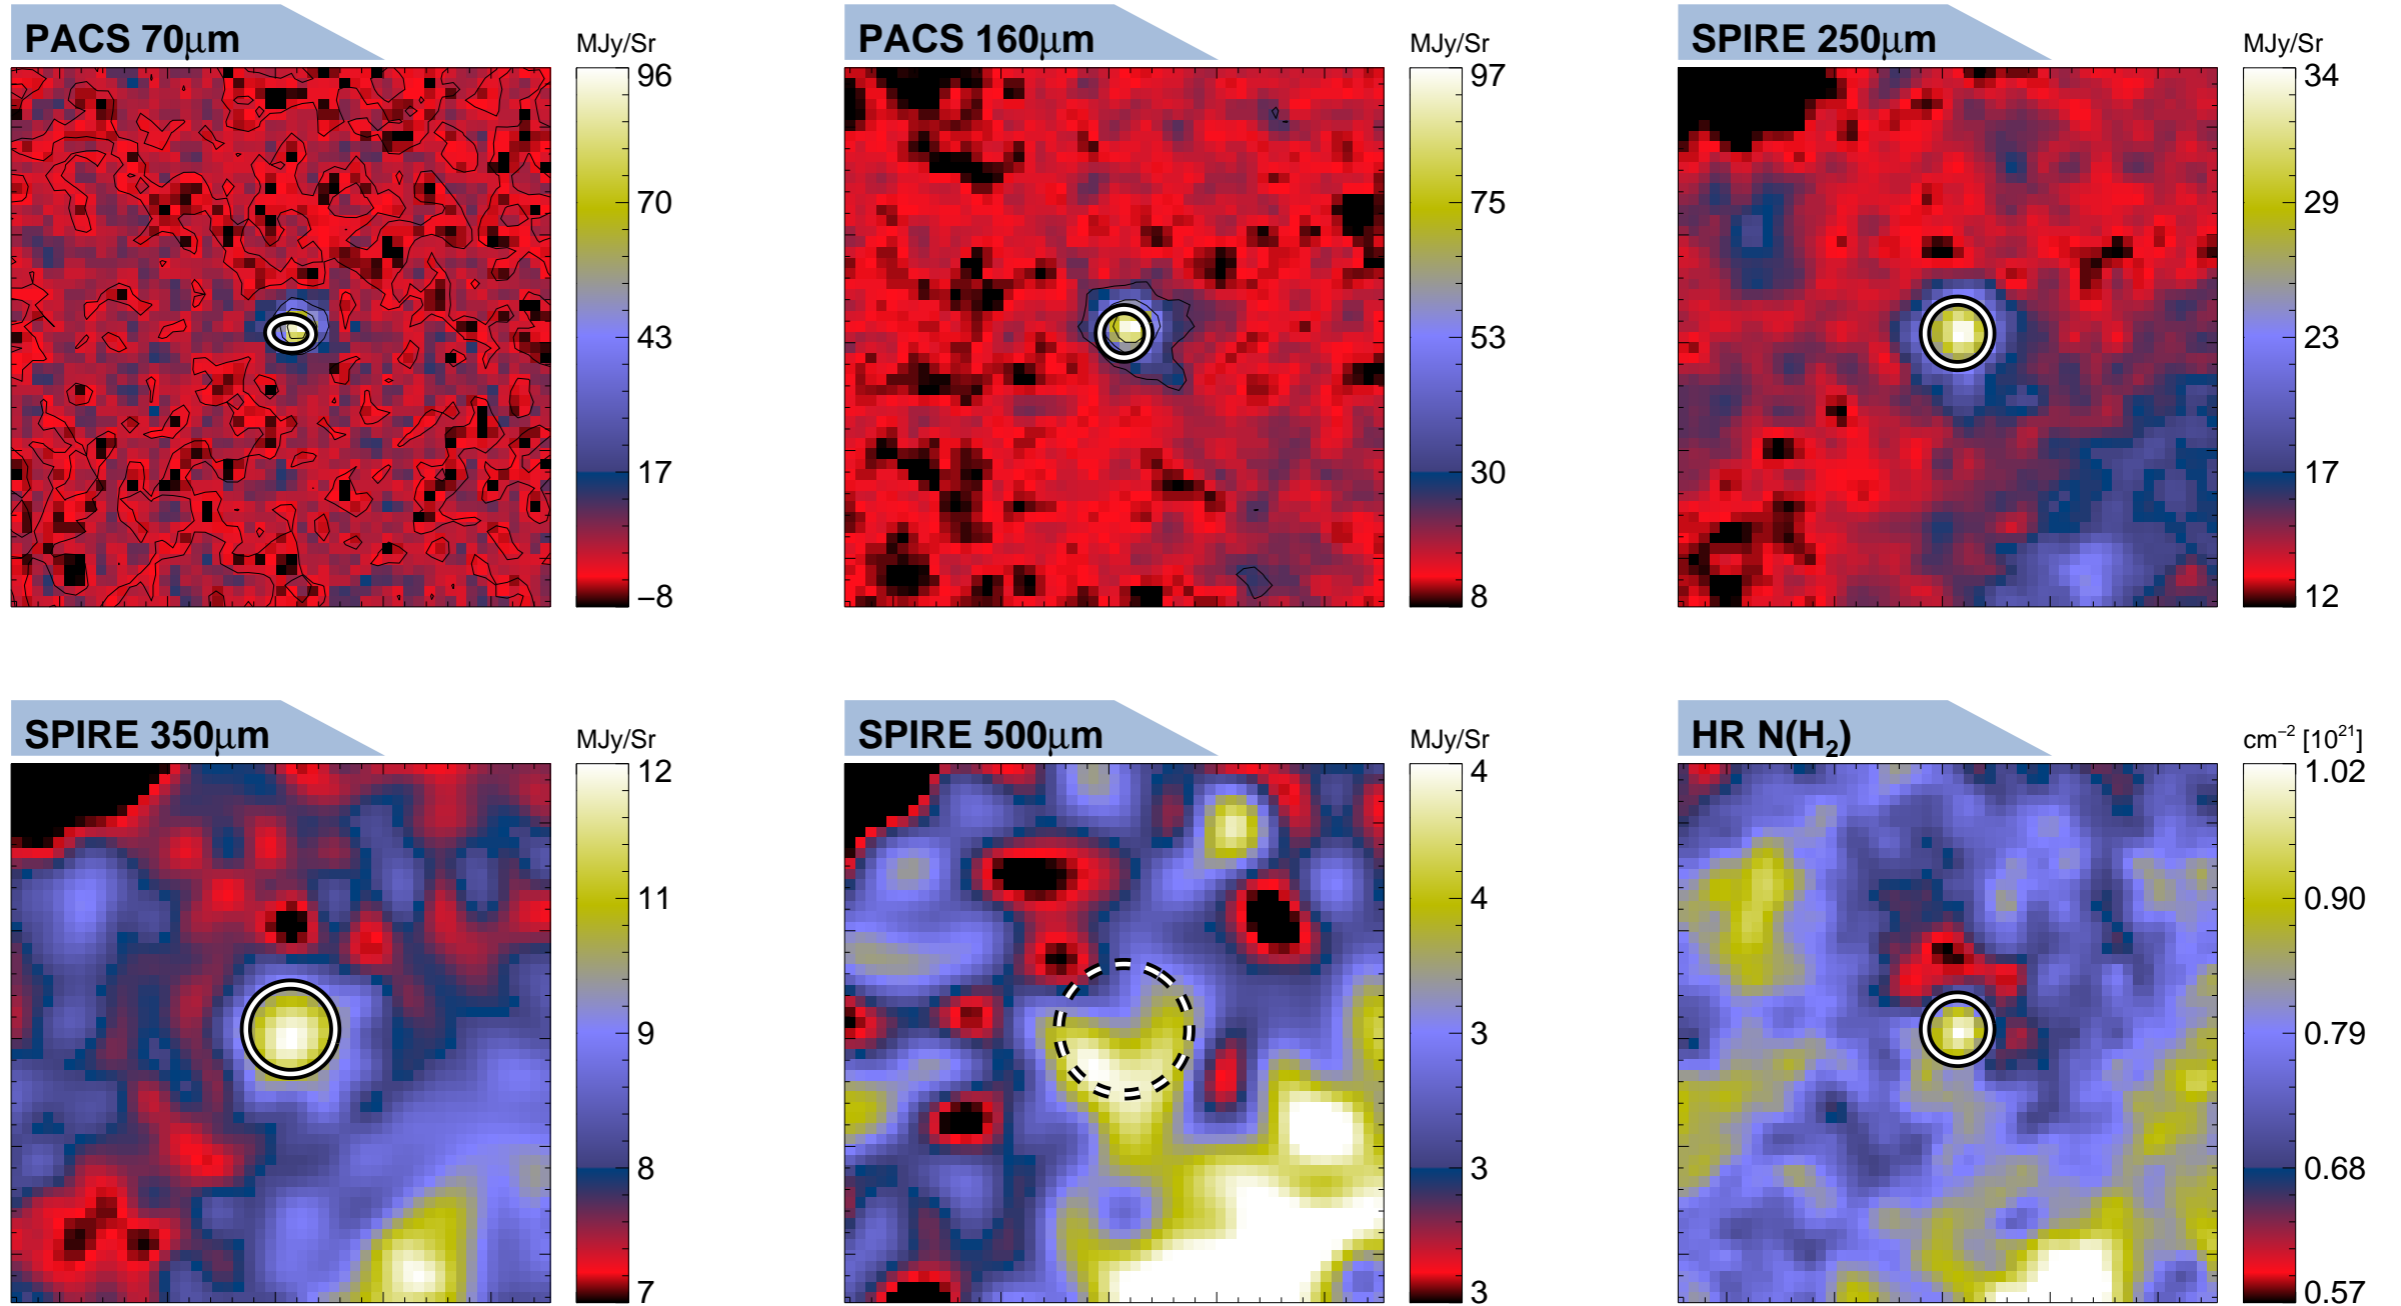 PACS 70μm
MJy/Sr
96
70
43
17
−8
PACS 160μm
MJy/Sr
97
75
53
30
8
SPIRE 250μm
MJy/Sr
34
29
23
17
12
SPIRE 350μm
MJy/Sr
12
11
9
8
7
SPIRE 500μm
MJy/Sr
4
4
3
3
3
HR N(H₂)
cm⁻² [10²¹]
1.02
0.90
0.79
0.68
0.57